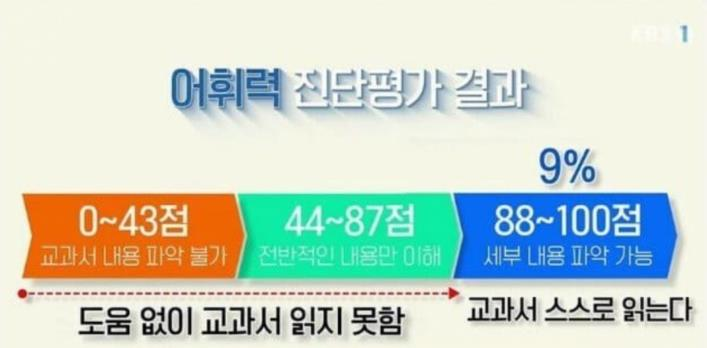 KBS 1
어휘력 진단평가 결과
9%
0~43점
교과서 내용 파악 불가
44~87점
전반적인 내용만 이해
88~100점
세부 내용 파악 가능
도움 없이 교과서 읽지 못함
교과서 스스로 읽는다